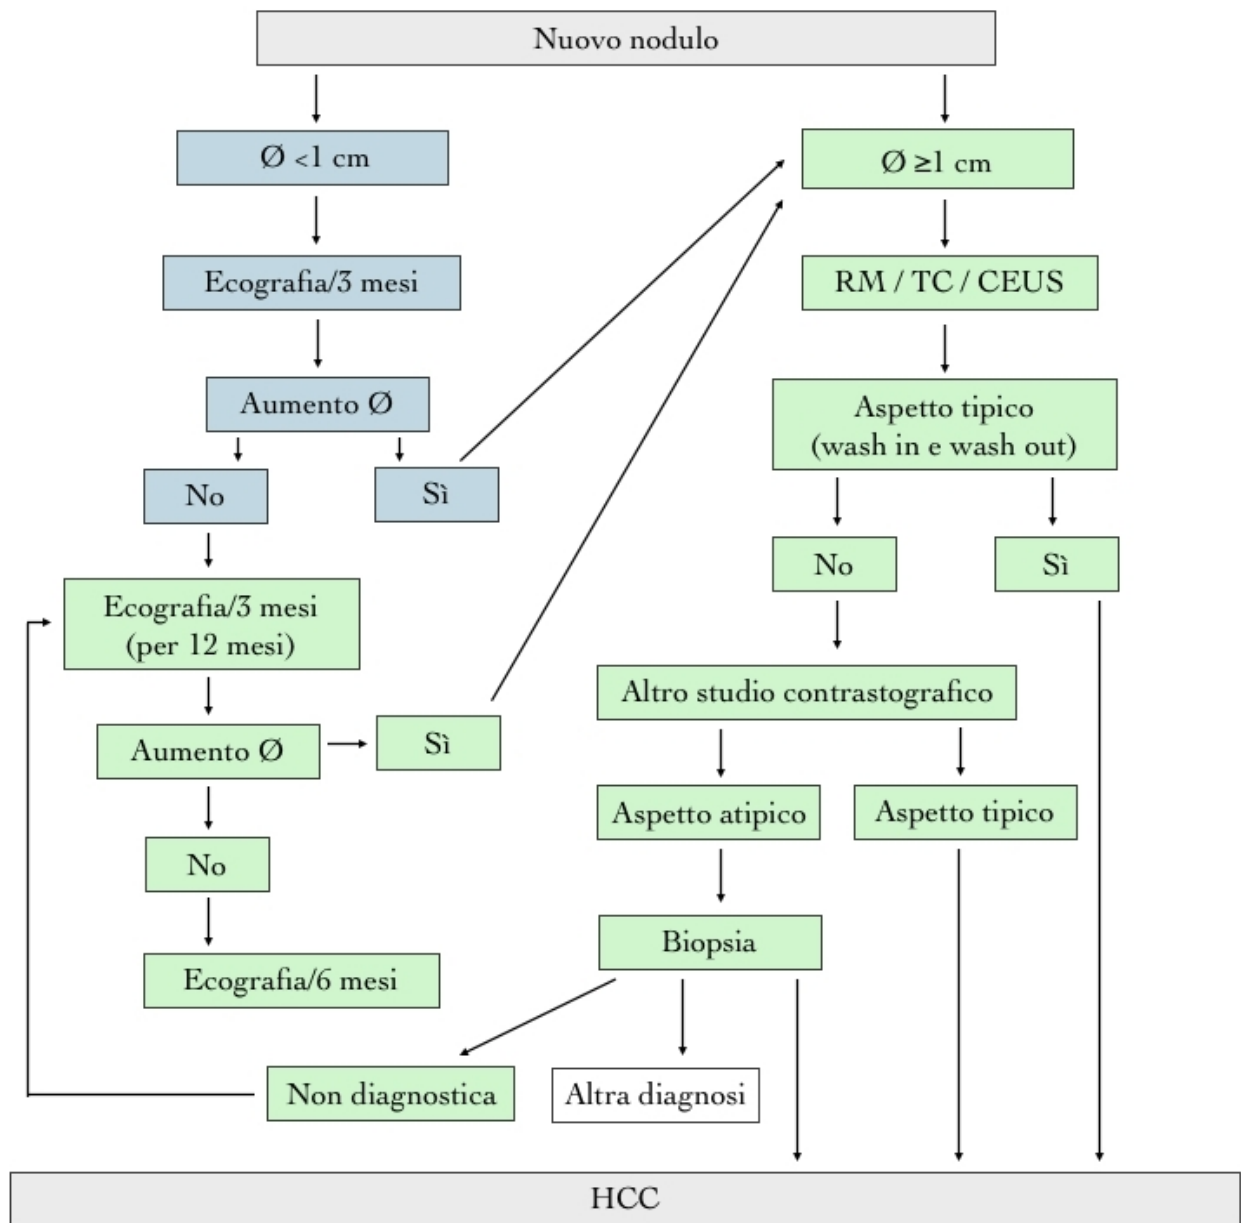 Nuovo nodulo
Ø <1 cm
Ø ≥1 cm
Ecografia/3 mesi
RM / TC / CEUS
Aumento Ø
Aspetto tipico
(wash in e wash out)
No
Sì
No
Sì
Ecografia/3 mesi
(per 12 mesi)
Altro studio contrastografico
Aumento Ø
Sì
Aspetto atipico
Aspetto tipico
No
Biopsia
Ecografia/6 mesi
Non diagnostica
Altra diagnosi
HCC